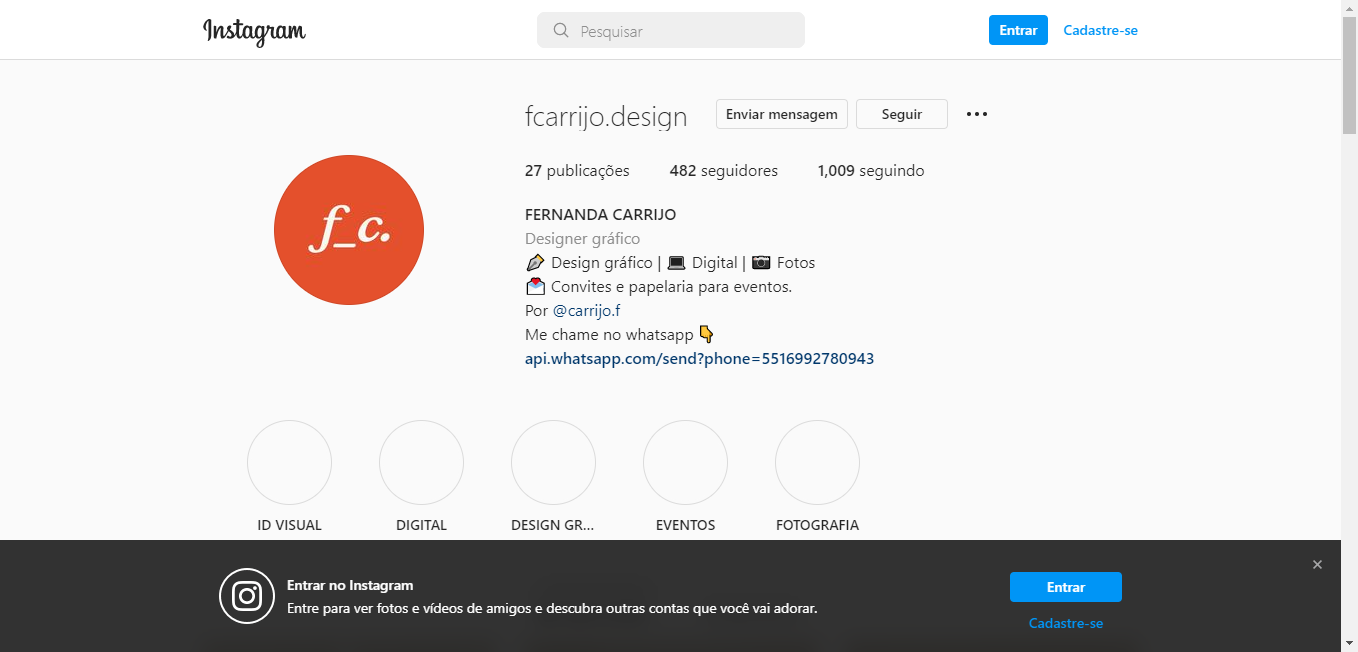 Instagram
Pesquisar
Entrar
Cadastre-se
fcarrijo.design
Enviar mensagem
Seguir
27 publicações 482 seguidores 1,009 seguindo
f_c.
FERNANDA CARRIJO
Designer gráfico
Design gráfico | Digital | Fotos
Convites e papelaria para eventos.
Por @carrijo.f
Me chame no whatsapp
api.whatsapp.com/send?phone=5516992780943
ID VISUAL
DIGITAL
DESIGN GR...
EVENTOS
FOTOGRAFIA
Entrar no Instagram
Entre para ver fotos e vídeos de amigos e descubra outras contas que você vai adorar.
Entrar
Cadastre-se